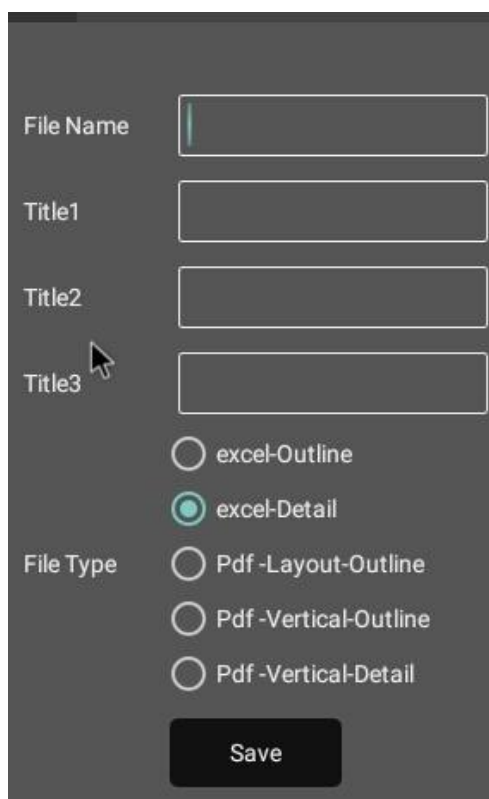 File Name
Title1
Title2
Title3
excel-Outline
excel-Detail
File Type
Pdf -Layout-Outline
Pdf -Vertical-Outline
Pdf -Vertical-Detail
Save